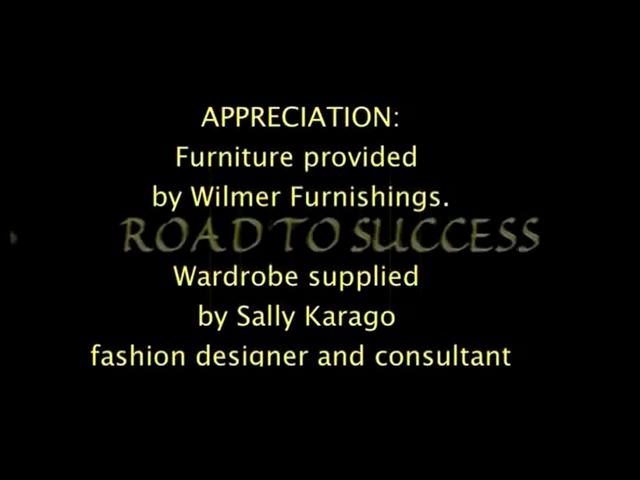 APPRECIATION:
Furniture provided
by Wilmer Furnishings.
ROAD TO SUCCESS
Wardrobe supplied
by Sally Karago
fashion designer and consultant